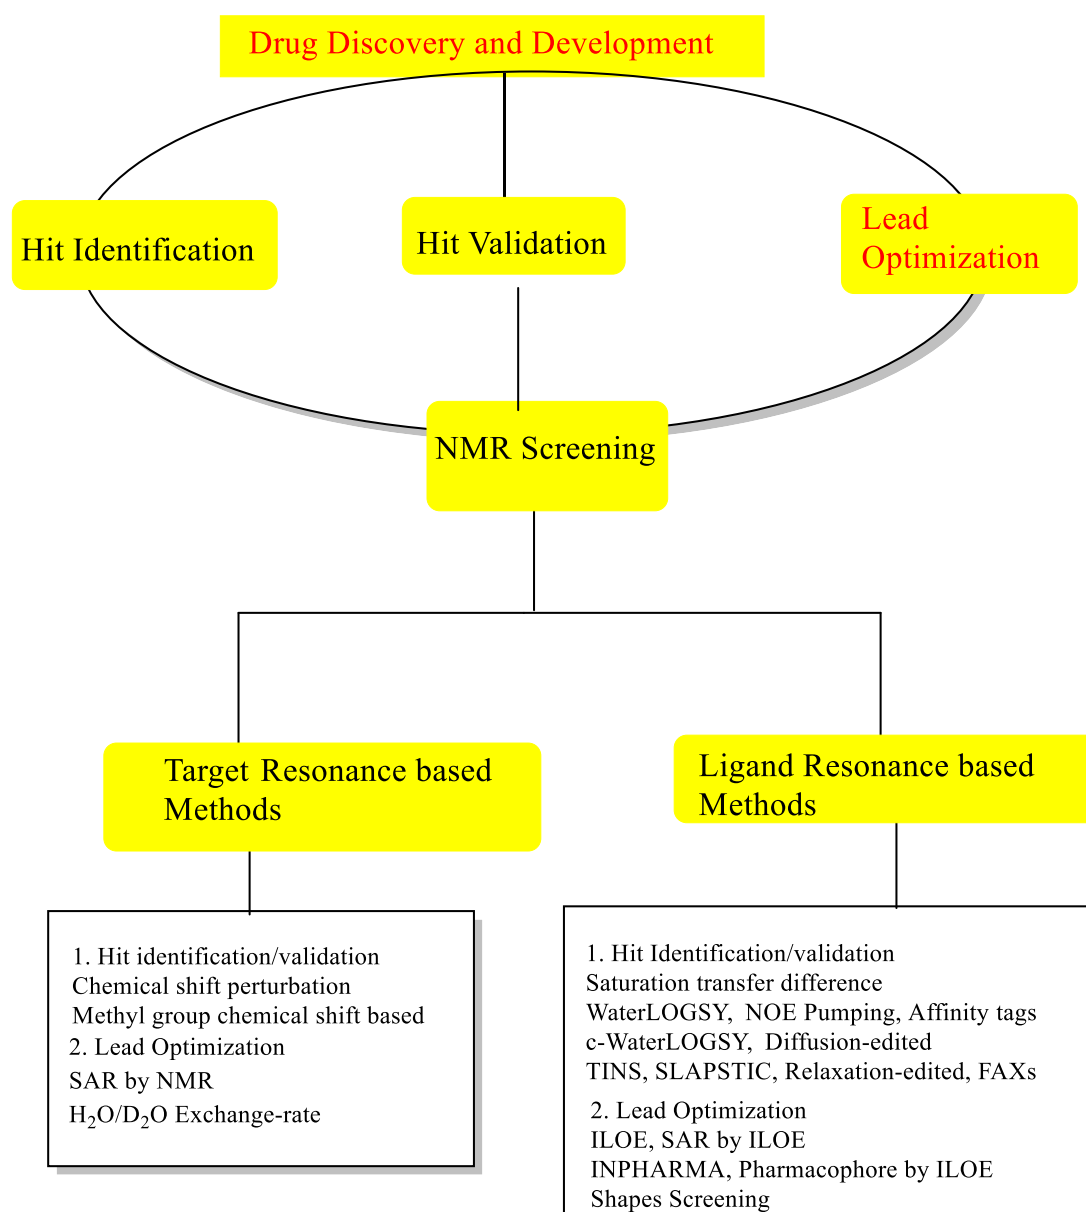 Drug Discovery and Development
Hit Identification
Hit Validation
Lead
Optimization
NMR Screening
Target Resonance based
Methods
Ligand Resonance based
Methods
1. Hit identification/validation
Chemical shift perturbation
Methyl group chemical shift based
2. Lead Optimization
SAR by NMR
H₂O/D₂O Exchange-rate
1. Hit Identification/validation
Saturation transfer difference
WaterLOGSY, NOE Pumping, Affinity tags
c-WaterLOGSY, Diffusion-edited
TINS, SLAPSTIC, Relaxation-edited, FAXs
2. Lead Optimization
ILOE, SAR by ILOE
INPHARMA, Pharmacophore by ILOE
Shapes Screening